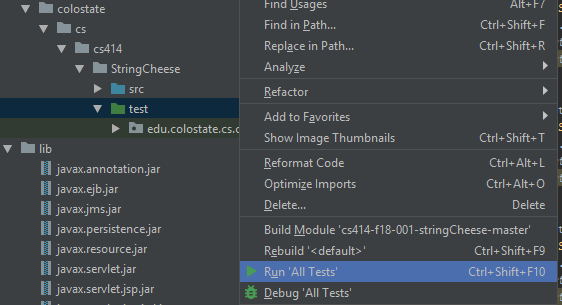 colostate
cs
cs414
StringCheese
src
test
edu.colostate.cs.c
lib
javax.annotation.jar
javax.ejb.jar
javax.jms.jar
javax.persistence.jar
javax.resource.jar
javax.servlet.jar
javax.servlet.jsp.jar
Find Usages Alt+F7
Find in Path... Ctrl+Shift+F
Replace in Path... Ctrl+Shift+R
Analyze
Refactor
Add to Favorites
Show Image Thumbnails Ctrl+Shift+T
Reformat Code Ctrl+Alt+L
Optimize Imports Ctrl+Alt+O
Delete... Delete
Build Module 'cs414-f18-001-stringCheese-master'
Rebuild '<default>' Ctrl+Shift+F9
Run 'All Tests' Ctrl+Shift+F10
Debug 'All Tests'